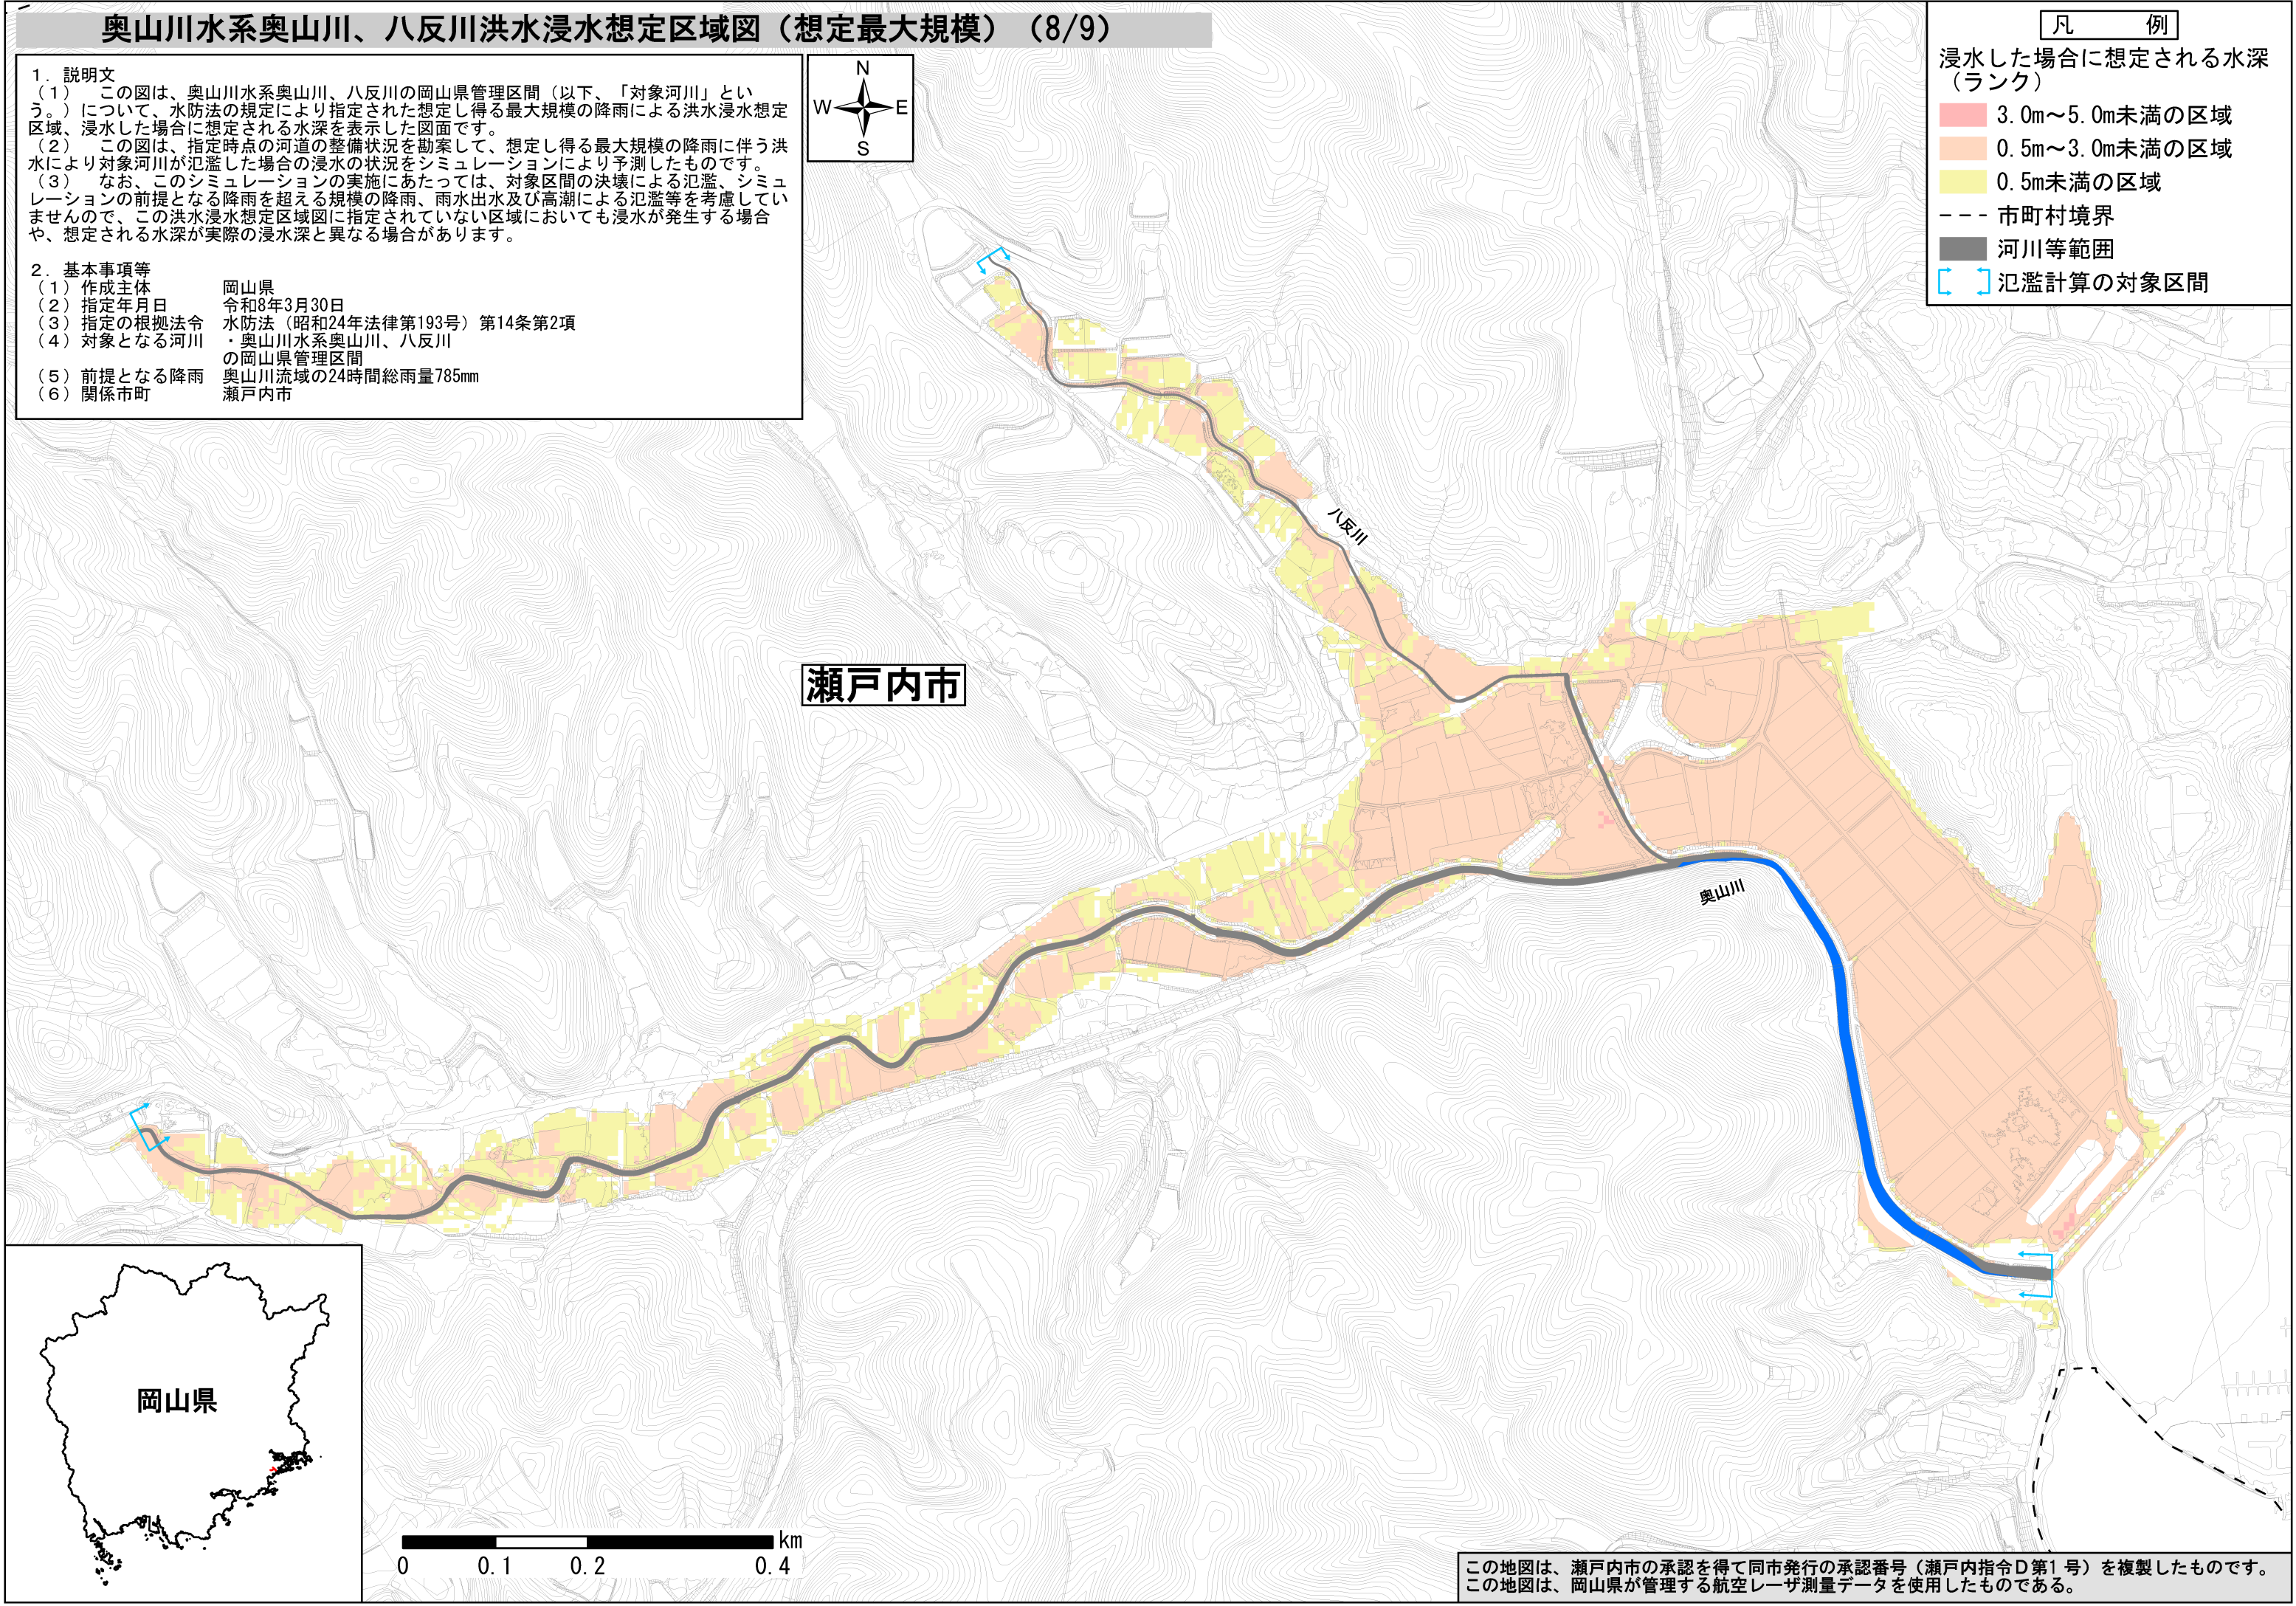 奥山川水系奥山川、八反川洪水浸水想定区域図（想定最大規模）（8/9）
1．説明文
（1）　この図は、奥山川水系奥山川、八反川の岡山県管理区間（以下、「対象河川」とい
う。）について、水防法の規定により指定された想定し得る最大規模の降雨による洪水浸水想定
区域、浸水した場合に想定される水深を表示した図面です。
（2）　この図は、指定時点の河道の整備状況を勘案して、想定し得る最大規模の降雨に伴う洪
水により対象河川が氾濫した場合の浸水の状況をシミュレーションにより予測したものです。
（3）　なお、このシミュレーションの実施にあたっては、対象区間の決壊による氾濫、シミュ
レーションの前提となる降雨を超える規模の降雨、雨水出水及び高潮による氾濫等を考慮してい
ませんので、この洪水浸水想定区域図に指定されていない区域においても浸水が発生する場合
や、想定される水深が実際の浸水深と異なる場合があります。
2．基本事項等
（1）作成主体　岡山県
（2）指定年月日　令和8年3月30日
（3）指定の根拠法令　水防法（昭和24年法律第193号）第14条第2項
（4）対象となる河川　・奥山川水系奥山川、八反川
の岡山県管理区間
（5）前提となる降雨　奥山川流域の24時間総雨量785mm
（6）関係市町　瀬戸内市
N
W E
S
凡　例
浸水した場合に想定される水深
（ランク）
3.0m～5.0m未満の区域
0.5m～3.0m未満の区域
0.5m未満の区域
市町村境界
河川等範囲
氾濫計算の対象区間
八反川
瀬戸内市
奥山川
岡山県
km
0 0.1 0.2 0.4
この地図は、瀬戸内市の承認を得て同市発行の承認番号（瀬戸内指令Ｄ第1号）を複製したものです。
この地図は、岡山県が管理する航空レーザ測量データを使用したものである。